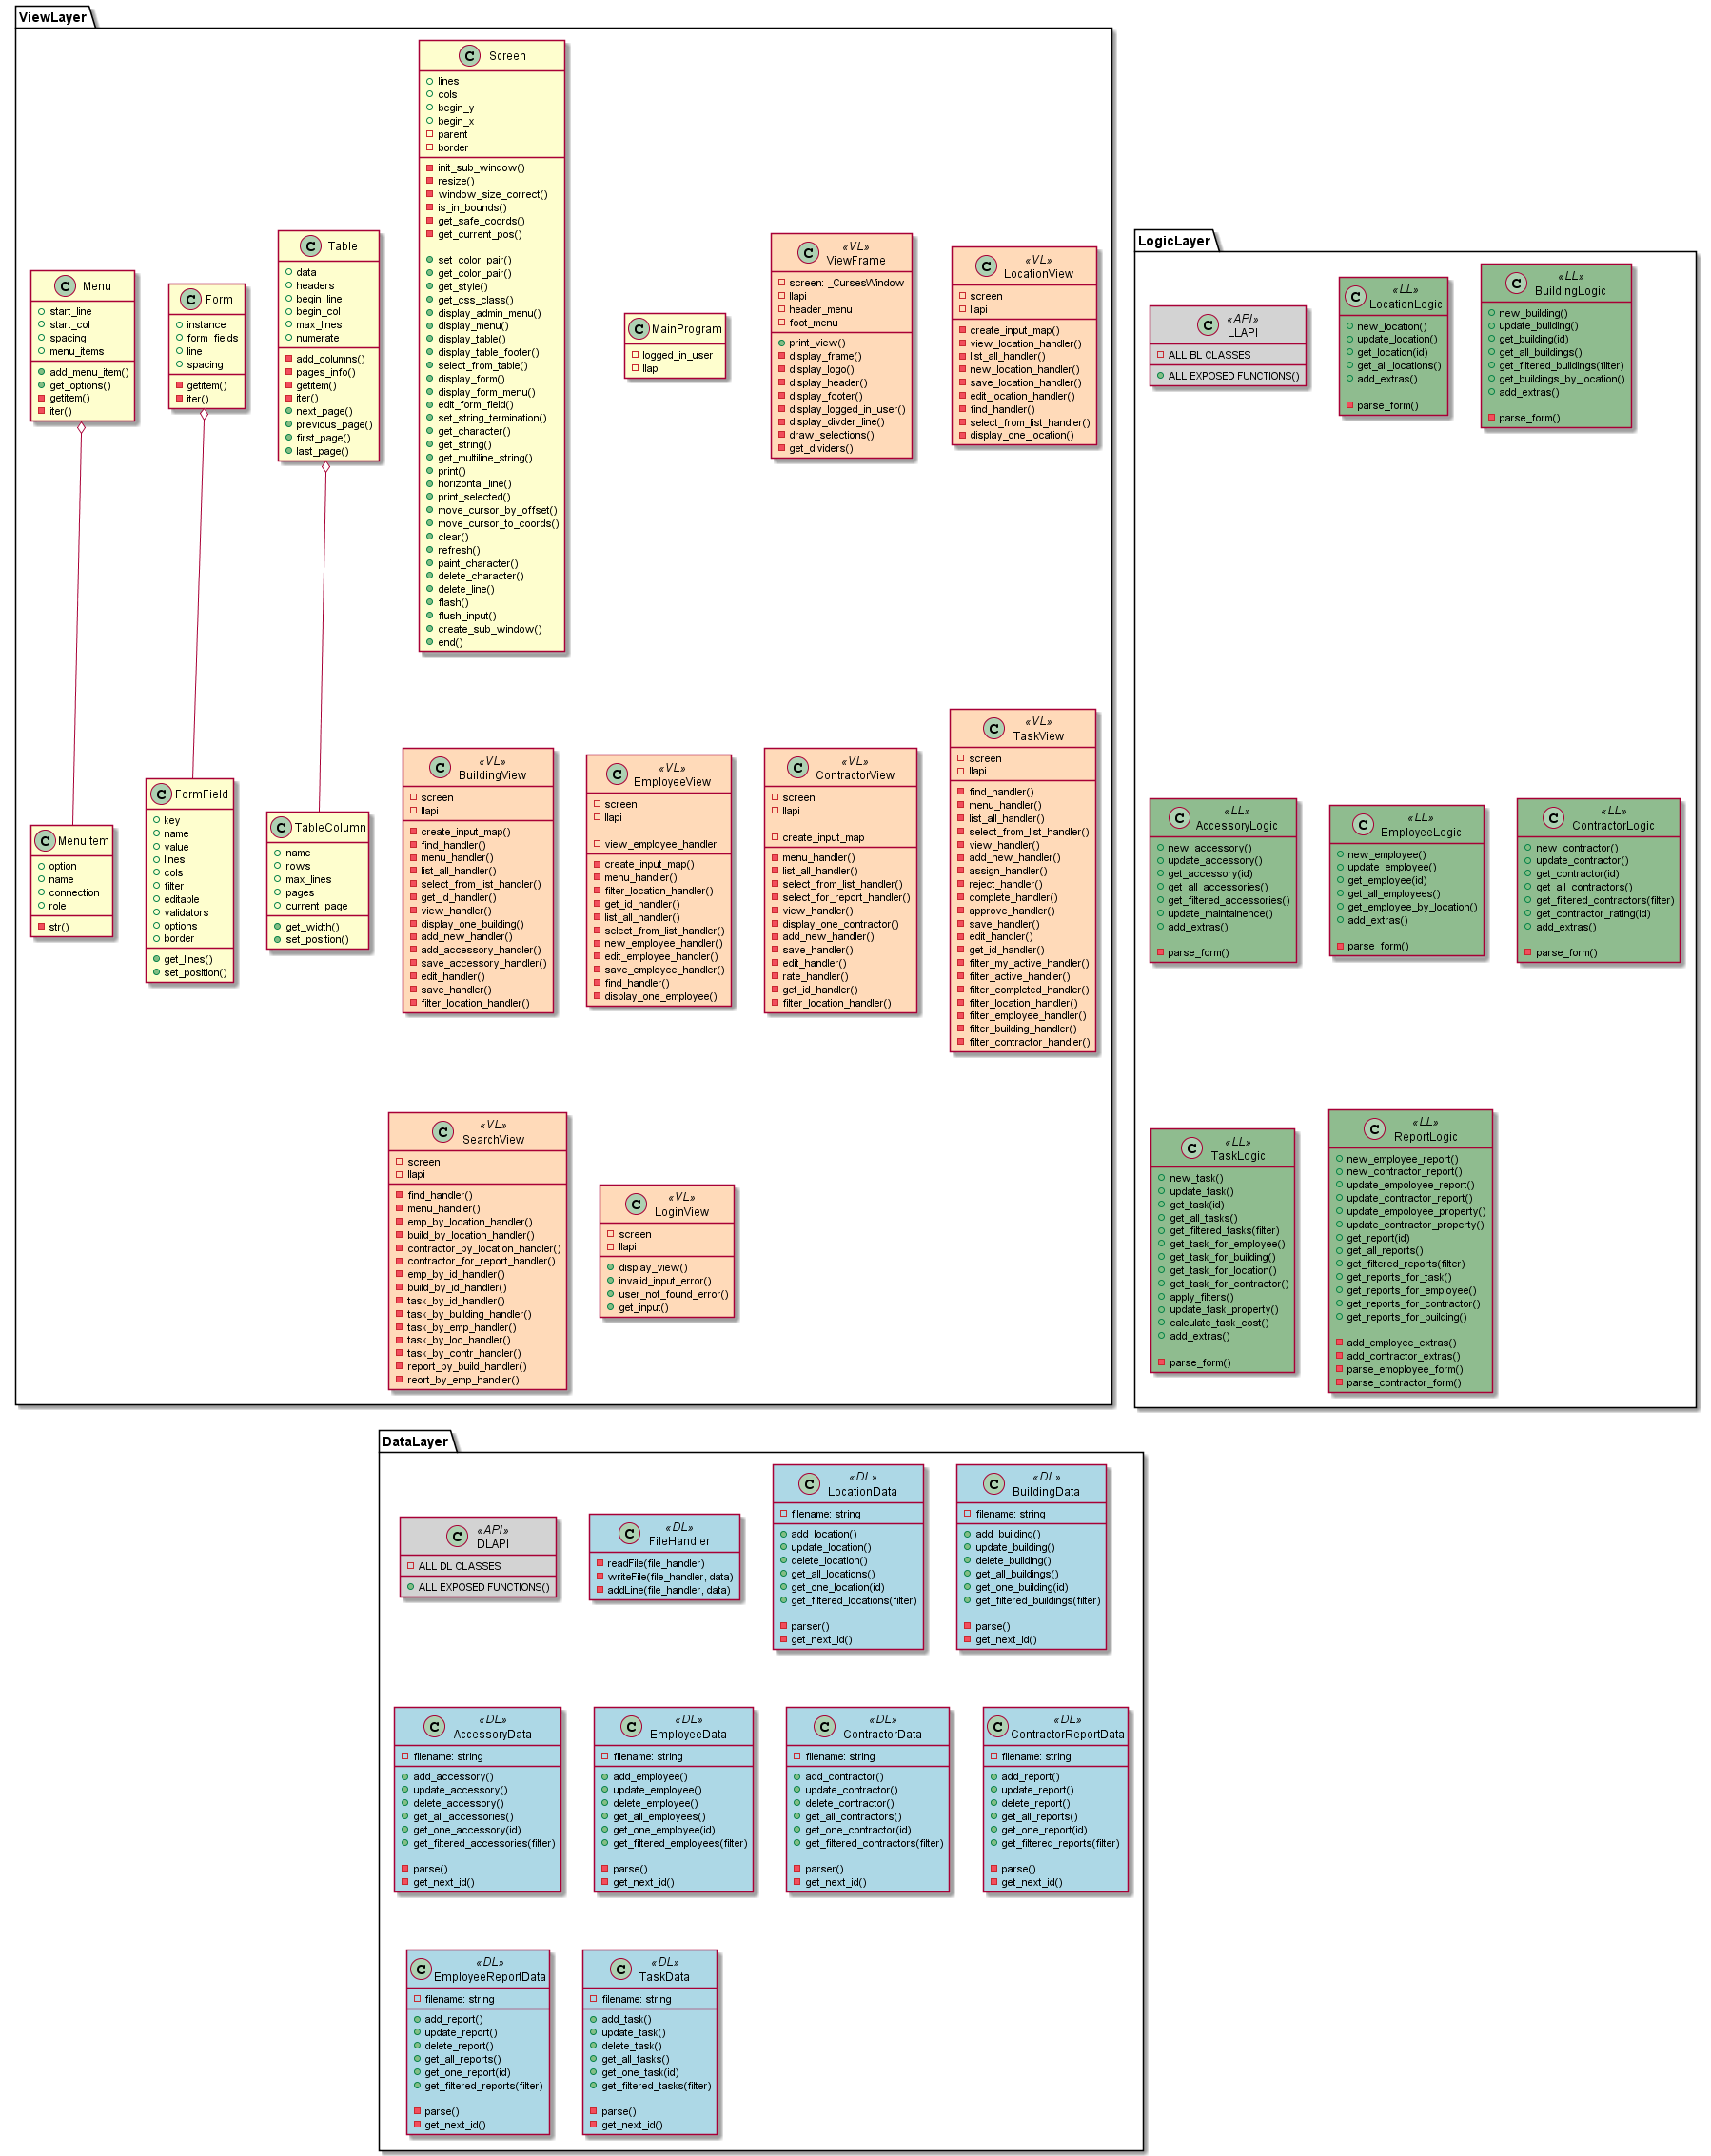 ViewLayer
C Screen
lines
cols
begin_y
begin_x
parent
border
init_sub_window()
resize()
window_size_correct()
is_in_bounds()
get_safe_coords()
get_current_pos()
set_color_pair()
get_color_pair()
get_style()
get_css_class()
display_admin_menu()
display_menu()
display_table()
display_table_footer()
select_from_table()
display_form()
display_form_menu()
edit_form_field()
set_string_termination()
get_character()
get_string()
get_multiline_string()
print()
horizontal_line()
print_selected()
move_cursor_by_offset()
move_cursor_to_coords()
clear()
refresh()
paint_character()
delete_character()
delete_line()
flash()
flush_input()
create_sub_window()
end()
C Menu
start_line
start_col
spacing
menu_items
add_menu_item()
get_options()
getitem()
iter()
C Form
instance
form_fields
line
spacing
getitem()
iter()
C Table
data
headers
begin_line
begin_col
max_lines
numerate
add_columns()
pages_info()
getitem()
iter()
next_page()
previous_page()
first_page()
last_page()
C MainProgram
logged_in_user
llapi
«VL»
C ViewFrame
screen: _CursesWindow
llapi
header_menu
foot_menu
print_view()
display_frame()
display_logo()
display_header()
display_footer()
display_logged_in_user()
display_divder_line()
draw_selections()
get_dividers()
«VL»
C LocationView
screen
llapi
create_input_map()
view_location_handler()
list_all_handler()
new_location_handler()
save_location_handler()
edit_location_handler()
find_handler()
select_from_list_handler()
display_one_location()
C MenuItem
option
name
connection
role
str()
C FormField
key
name
value
lines
cols
filter
editable
validators
options
border
get_lines()
set_position()
C TableColumn
name
rows
max_lines
pages
current_page
get_width()
set_position()
«VL»
C BuildingView
screen
llapi
create_input_map()
find_handler()
menu_handler()
list_all_handler()
select_from_list_handler()
get_id_handler()
view_handler()
display_one_building()
add_new_handler()
add_accessory_handler()
save_accessory_handler()
edit_handler()
save_handler()
filter_location_handler()
«VL»
C EmployeeView
screen
llapi
view_employee_handler
create_input_map()
menu_handler()
filter_location_handler()
get_id_handler()
list_all_handler()
select_from_list_handler()
new_employee_handler()
edit_employee_handler()
save_employee_handler()
find_handler()
display_one_employee()
«VL»
C ContractorView
screen
llapi
create_input_map
menu_handler()
list_all_handler()
select_from_list_handler()
select_for_report_handler()
view_handler()
display_one_contractor()
add_new_handler()
save_handler()
edit_handler()
rate_handler()
get_id_handler()
filter_location_handler()
«VL»
C TaskView
screen
llapi
find_handler()
menu_handler()
list_all_handler()
select_from_list_handler()
view_handler()
add_new_handler()
assign_handler()
reject_handler()
complete_handler()
approve_handler()
save_handler()
edit_handler()
get_id_handler()
filter_my_active_handler()
filter_active_handler()
filter_completed_handler()
filter_location_handler()
filter_employee_handler()
filter_building_handler()
filter_contractor_handler()
«VL»
C SearchView
screen
llapi
find_handler()
menu_handler()
emp_by_location_handler()
build_by_location_handler()
contractor_by_location_handler()
contractor_for_report_handler()
emp_by_id_handler()
build_by_id_handler()
task_by_id_handler()
task_by_building_handler()
task_by_emp_handler()
task_by_loc_handler()
task_by_contr_handler()
report_by_build_handler()
reort_by_emp_handler()
«VL»
C LoginView
screen
llapi
display_view()
invalid_input_error()
user_not_found_error()
get_input()
LogicLayer
«API»
C LLAPI
ALL BL CLASSES
ALL EXPOSED FUNCTIONS()
«LL»
C LocationLogic
new_location()
update_location()
get_location(id)
get_all_locations()
add_extras()
parse_form()
«LL»
C BuildingLogic
new_building()
update_building()
get_building(id)
get_all_buildings()
get_filtered_buildings(filter)
get_buildings_by_location()
add_extras()
parse_form()
«LL»
C AccessoryLogic
new_accessory()
update_accessory()
get_accessory(id)
get_all_accessories()
get_filtered_accessories()
update_maintainence()
add_extras()
parse_form()
«LL»
C EmployeeLogic
new_employee()
update_employee()
get_employee(id)
get_all_employees()
get_employee_by_location()
add_extras()
parse_form()
«LL»
C ContractorLogic
new_contractor()
update_contractor()
get_contractor(id)
get_all_contractors()
get_filtered_contractors(filter)
get_contractor_rating(id)
add_extras()
parse_form()
«LL»
C TaskLogic
new_task()
update_task()
get_task(id)
get_all_tasks()
get_filtered_tasks(filter)
get_task_for_employee()
get_task_for_building()
get_task_for_location()
get_task_for_contractor()
apply_filters()
update_task_property()
calculate_task_cost()
add_extras()
parse_form()
«LL»
C ReportLogic
new_employee_report()
new_contractor_report()
update_empoloyee_report()
update_contractor_report()
update_empoloyee_property()
update_contractor_property()
get_report(id)
get_all_reports()
get_filtered_reports(filter)
get_reports_for_task()
get_reports_for_employee()
get_reports_for_contractor()
get_reports_for_building()
add_employee_extras()
add_contractor_extras()
parse_emoployee_form()
parse_contractor_form()
DataLayer
«API»
C DLAPI
ALL DL CLASSES
ALL EXPOSED FUNCTIONS()
«DL»
C FileHandler
readFile(file_handler)
writeFile(file_handler, data)
addLine(file_handler, data)
«DL»
C LocationData
filename: string
add_location()
update_location()
delete_location()
get_all_locations()
get_one_location(id)
get_filtered_locations(filter)
parser()
get_next_id()
«DL»
C BuildingData
filename: string
add_building()
update_building()
delete_building()
get_all_buildings()
get_one_building(id)
get_filtered_buildings(filter)
parse()
get_next_id()
«DL»
C AccessoryData
filename: string
add_accessory()
update_accessory()
delete_accessory()
get_all_accessories()
get_one_accessory(id)
get_filtered_accessories(filter)
parse()
get_next_id()
«DL»
C EmployeeData
filename: string
add_employee()
update_employee()
delete_employee()
get_all_employees()
get_one_employee(id)
get_filtered_employees(filter)
parse()
get_next_id()
«DL»
C ContractorData
filename: string
add_contractor()
update_contractor()
delete_contractor()
get_all_contractors()
get_one_contractor(id)
get_filtered_contractors(filter)
parser()
get_next_id()
«DL»
C ContractorReportData
filename: string
add_report()
update_report()
delete_report()
get_all_reports()
get_one_report(id)
get_filtered_reports(filter)
parse()
get_next_id()
«DL»
C EmployeeReportData
filename: string
add_report()
update_report()
delete_report()
get_all_reports()
get_one_report(id)
get_filtered_reports(filter)
parse()
get_next_id()
«DL»
C TaskData
filename: string
add_task()
update_task()
delete_task()
get_all_tasks()
get_one_task(id)
get_filtered_tasks(filter)
parse()
get_next_id()